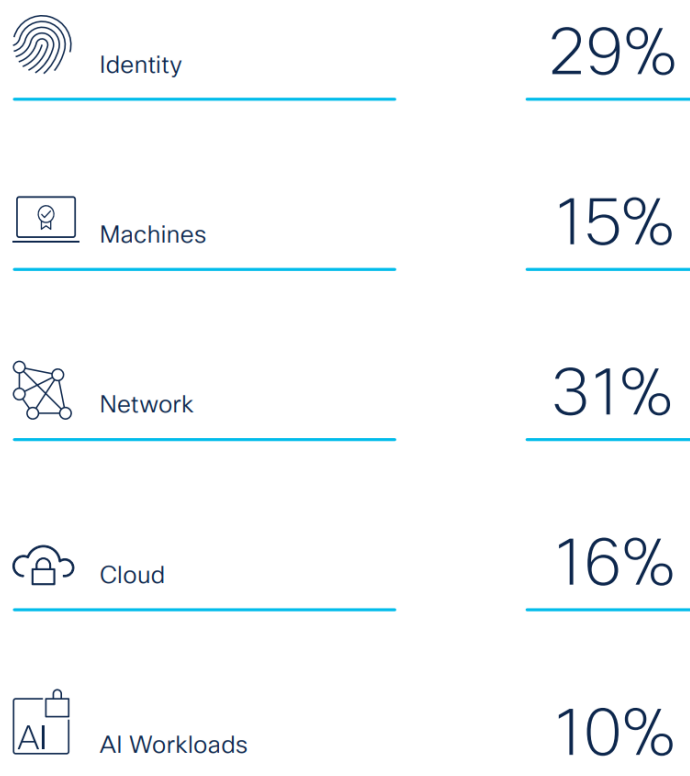 Identity 29%
Machines 15%
Network 31%
Cloud 16%
AI
AI Workloads 10%